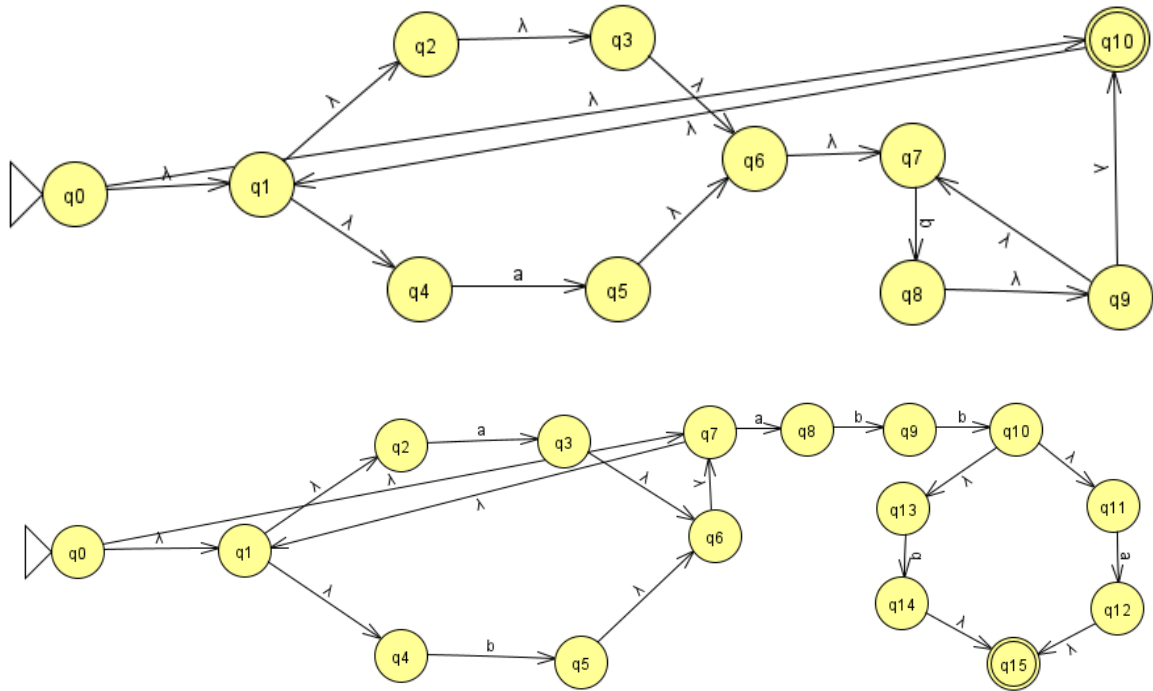 q2 λ q3 q10
λ λ λ λ
λ q6 λ q7
q0 λ q1 λ
λ λ b λ
q4 a q5 q8 λ q9
q2 a q3 q7 a q8 b q9 b q10
λ λ λ λ λ λ
λ q13 q11
q0 λ q1 q6 b a
λ λ q14 q12
q4 b q5 λ q15 λ